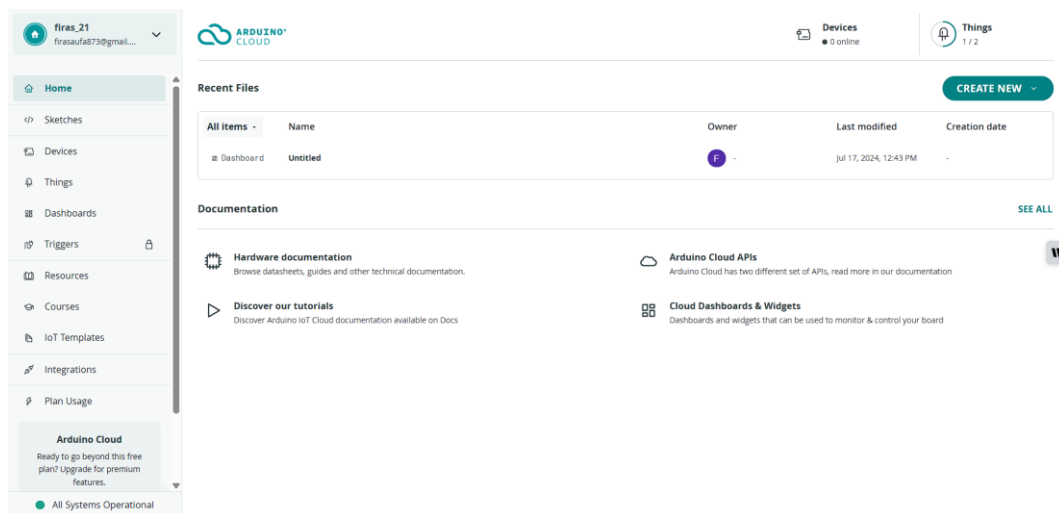 firas_21
firasaufa873@gmail....
Home
Sketches
Devices
Things
Dashboards
Triggers
Resources
Courses
IoT Templates
Integrations
Plan Usage
Arduino Cloud
Ready to go beyond this free
plan? Upgrade for premium
features.
All Systems Operational
ARDUINO
CLOUD
Devices
0 online
Things
1 / 2
Recent Files
CREATE NEW
All items
Name
Owner
Last modified
Creation date
Dashboard
Untitled
F
-
Jul 17, 2024, 12:43 PM
-
Documentation
SEE ALL
Hardware documentation
Browse datasheets, guides and other technical documentation.
Arduino Cloud APIs
Arduino Cloud has two different set of APIs, read more in our documentation
Discover our tutorials
Discover Arduino IoT Cloud documentation available on Docs
Cloud Dashboards & Widgets
Dashboards and widgets that can be used to monitor & control your board